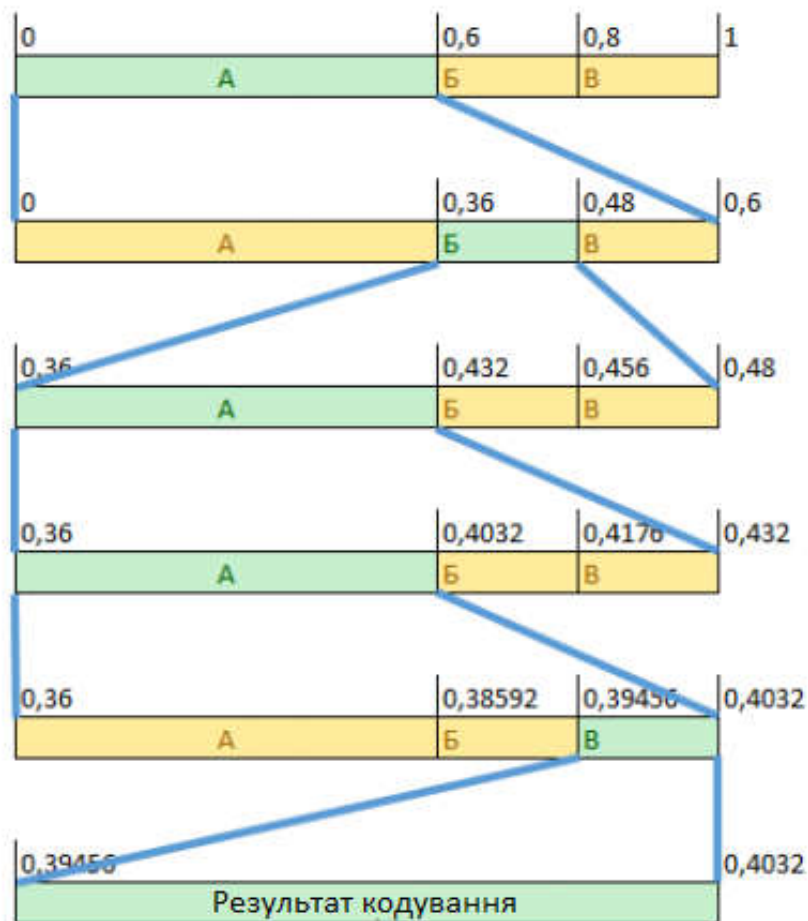 0 0,6 0,8 1
А Б В
0 0,36 0,48 0,6
А Б В
0,36 0,432 0,456 0,48
А Б В
0,36 0,4032 0,4176 0,432
А Б В
0,36 0,38592 0,39456 0,4032
А Б В
0,39456 0,4032
Результат кодування